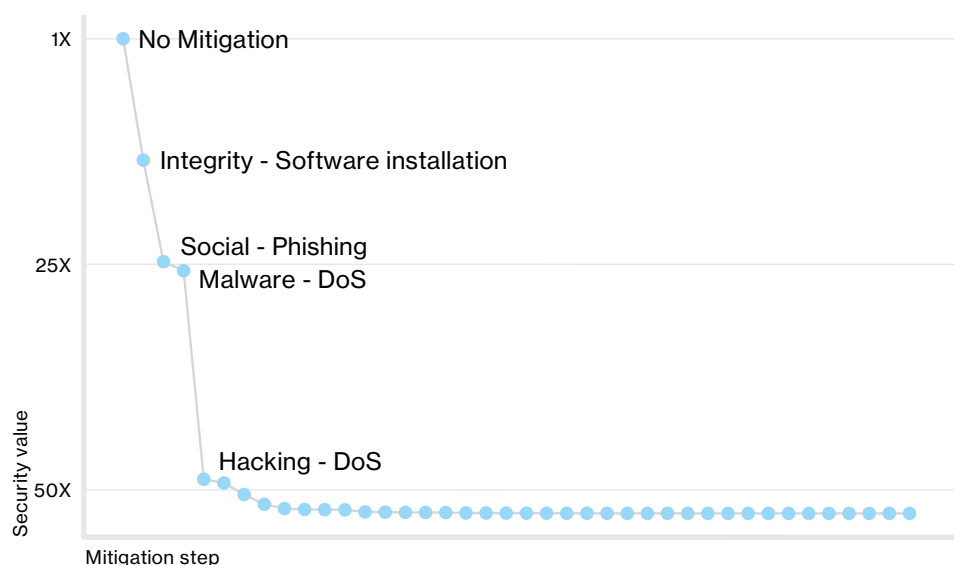 1X
No Mitigation
Integrity - Software installation
Social - Phishing
25X
Malware - DoS
Hacking - DoS
50X
Security value
Mitigation step